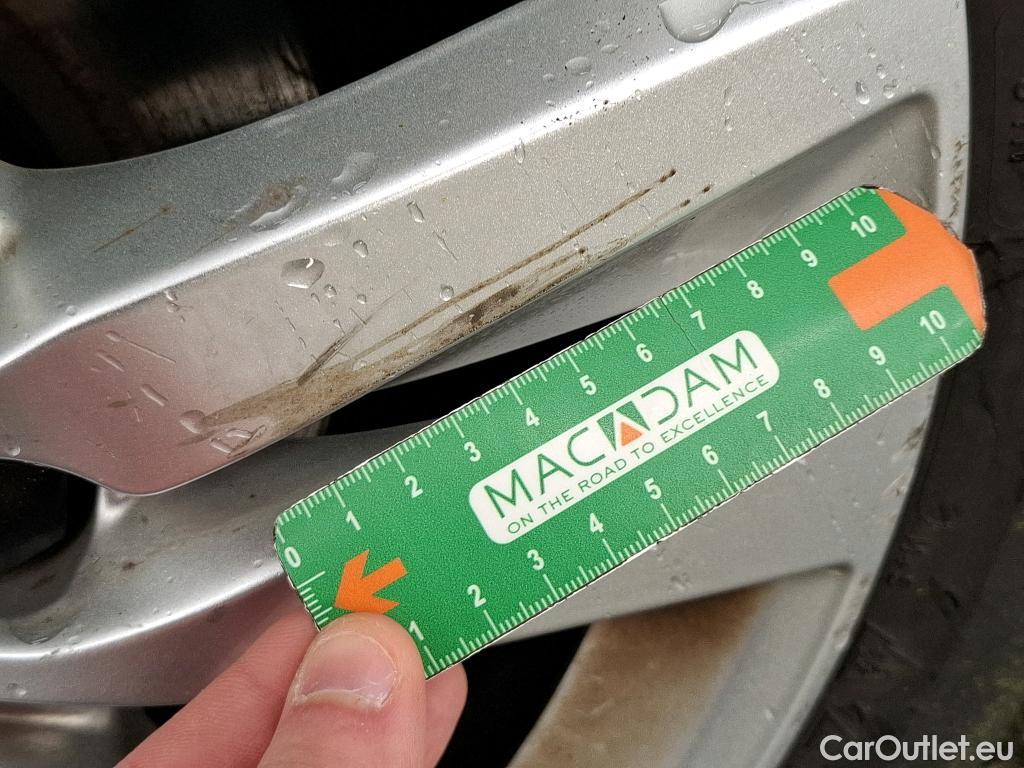 0 1 2 3 4 5 6 7 8 9 10
MACADAM
ON THE ROAD TO EXCELLENCE
1 2 3 4 5 6 7 8 9 10
CarOutlet.eu